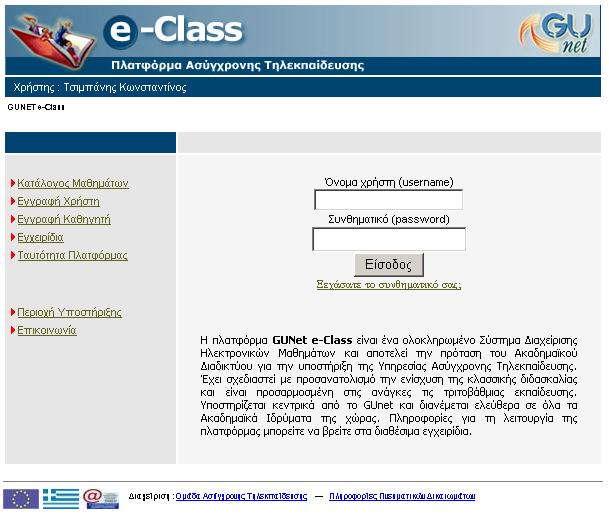 e-Class
GU
net
Πλατφόρμα Ασύγχρονης Τηλεκπαίδευσης
Χρήστης : Τσιμπάνης Κωνσταντίνος
GUNET e-Class
Κατάλογος Μαθημάτων
Εγγραφή Χρήστη
Εγγραφή Καθηγητή
Εγχειρίδια
Ταυτότητα Πλατφόρμας
Περιοχή Υποστήριξης
Επικοινωνία
Όνομα χρήστη (username)
Συνθηματικό (password)
Είσοδος
Ξεχάσατε το συνθηματικό σας;
Η πλατφόρμα GUNet e-Class είναι ένα ολοκληρωμένο Σύστημα Διαχείρισης
Ηλεκτρονικών Μαθημάτων και αποτελεί την πρόταση του Ακαδημαϊκού
Διαδικτύου για την υποστήριξη της Υπηρεσίας Ασύγχρονης Τηλεκπαίδευσης.
Έχει σχεδιαστεί με προσανατολισμό την ενίσχυση της κλασσικής διδασκαλίας
και είναι προσαρμοσμένη στις ανάγκες της τριτοβάθμιας εκπαίδευσης.
Υποστηρίζεται κεντρικά από το GUnet και διανέμεται ελεύθερα σε όλα τα
Ακαδημαϊκά Ιδρύματα της χώρας. Πληροφορίες για τη λειτουργία της
πλατφόρμας μπορείτε να βρείτε στα διαθέσιμα εγχειρίδια.
Διαχείριση : Ομάδα Ασύγχρονης Τηλεκπαίδευσης — Πληροφορίες Πνευματικών Δικαιωμάτων